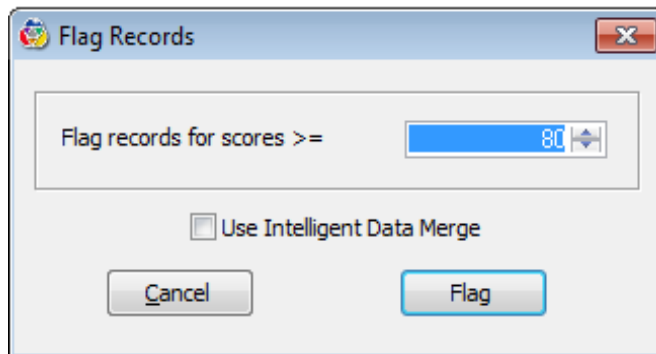 Flag Records
Flag records for scores >= 80
Use Intelligent Data Merge
Cancel Flag